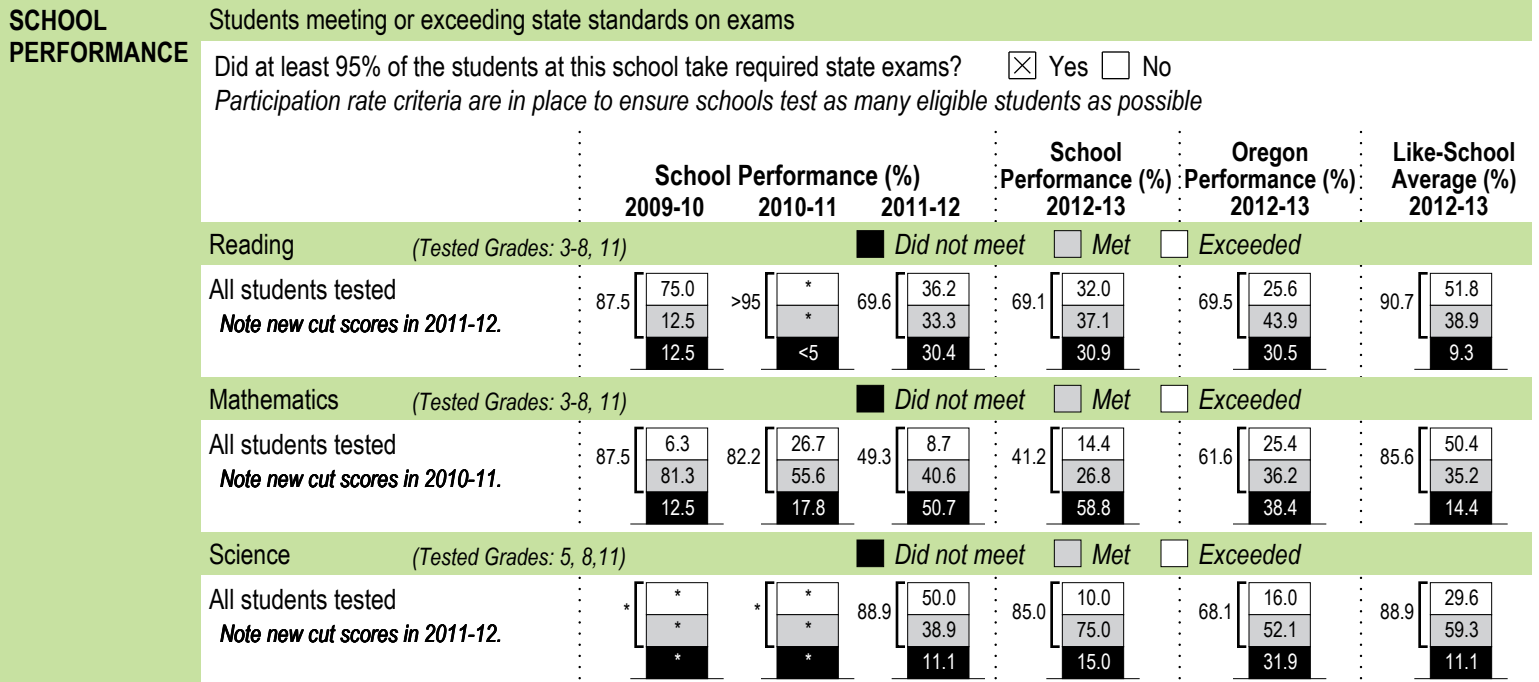 SCHOOL PERFORMANCE
Students meeting or exceeding state standards on exams
Did at least 95% of the students at this school take required state exams? ☒ Yes ☐ No
Participation rate criteria are in place to ensure schools test as many eligible students as possible
School Performance (%)
2009-10 2010-11 2011-12
School Performance (%) 2012-13
Oregon Performance (%) 2012-13
Like-School Average (%) 2012-13
Reading (Tested Grades: 3-8, 11) Did not meet Met Exceeded
All students tested
Note new cut scores in 2011-12.
87.5 75.0 >95 * 69.6 36.2 69.1 32.0 69.5 25.6 90.7 51.8
12.5 * 33.3 37.1 43.9 38.9
12.5 <5 30.4 30.9 30.5 9.3
Mathematics (Tested Grades: 3-8, 11) Did not meet Met Exceeded
All students tested
Note new cut scores in 2010-11.
87.5 6.3 82.2 26.7 49.3 8.7 41.2 14.4 61.6 25.4 85.6 50.4
81.3 55.6 40.6 26.8 36.2 35.2
12.5 17.8 50.7 58.8 38.4 14.4
Science (Tested Grades: 5, 8,11) Did not meet Met Exceeded
All students tested
Note new cut scores in 2011-12.
* * * * 88.9 50.0 85.0 10.0 68.1 16.0 88.9 29.6
* * 38.9 75.0 52.1 59.3
* * 11.1 15.0 31.9 11.1